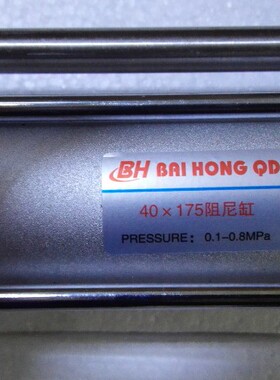 BH BAI HONG QD
40×175阻尼缸
PRESSURE: 0.1-0.8MPa